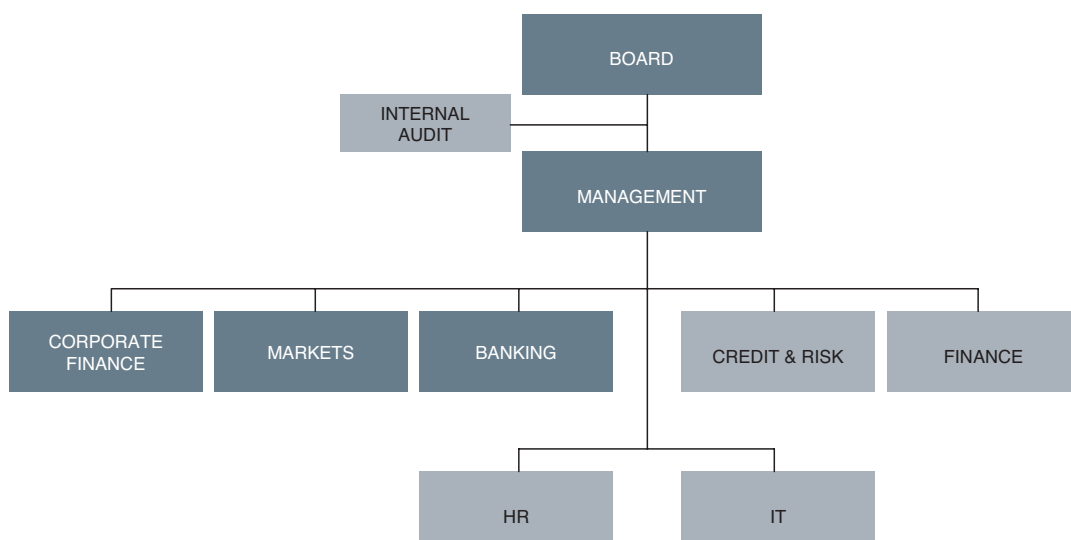 BOARD
INTERNAL
AUDIT
MANAGEMENT
CORPORATE
FINANCE
MARKETS
BANKING
CREDIT & RISK
FINANCE
HR
IT